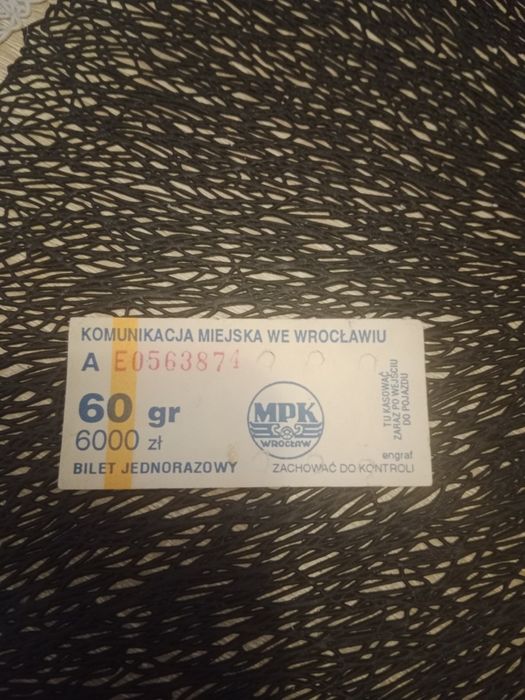 KOMUNIKACJA MIEJSKA WE WROCŁAWIU
A E0563874
60 gr
6000 zł
BILET JEDNORAZOWY
MPK
WROCŁAW
TU KASOWAĆ
ZARAZ PO WEJŚCIU
DO POJAZDU
engraf
ZACHOWAĆ DO KONTROLI